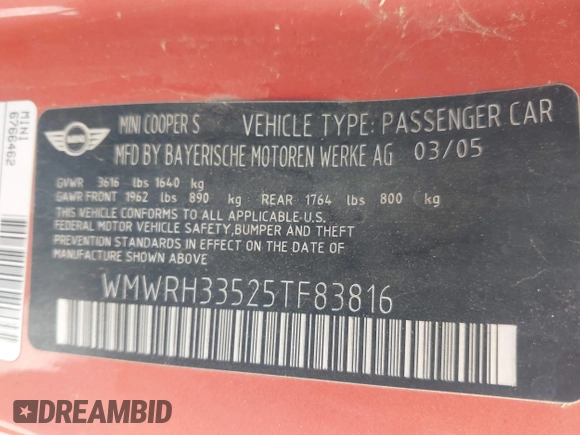 MINI
6766462
MINI COOPER S VEHICLE TYPE: PASSENGER CAR
MFD BY BAYERISCHE MOTOREN WERKE AG 03/05
GVWR 3616 lbs 1640 kg
GAWR FRONT 1962 lbs 890 kg REAR 1764 lbs 800 kg
THIS VEHICLE CONFORMS TO ALL APPLICABLE U.S.
FEDERAL MOTOR VEHICLE SAFETY, BUMPER AND THEFT
PREVENTION STANDARDS IN EFFECT ON THE DATE OF
MANUFACTURE SHOWN ABOVE
WMWRH33525TF83816
DREAMBID